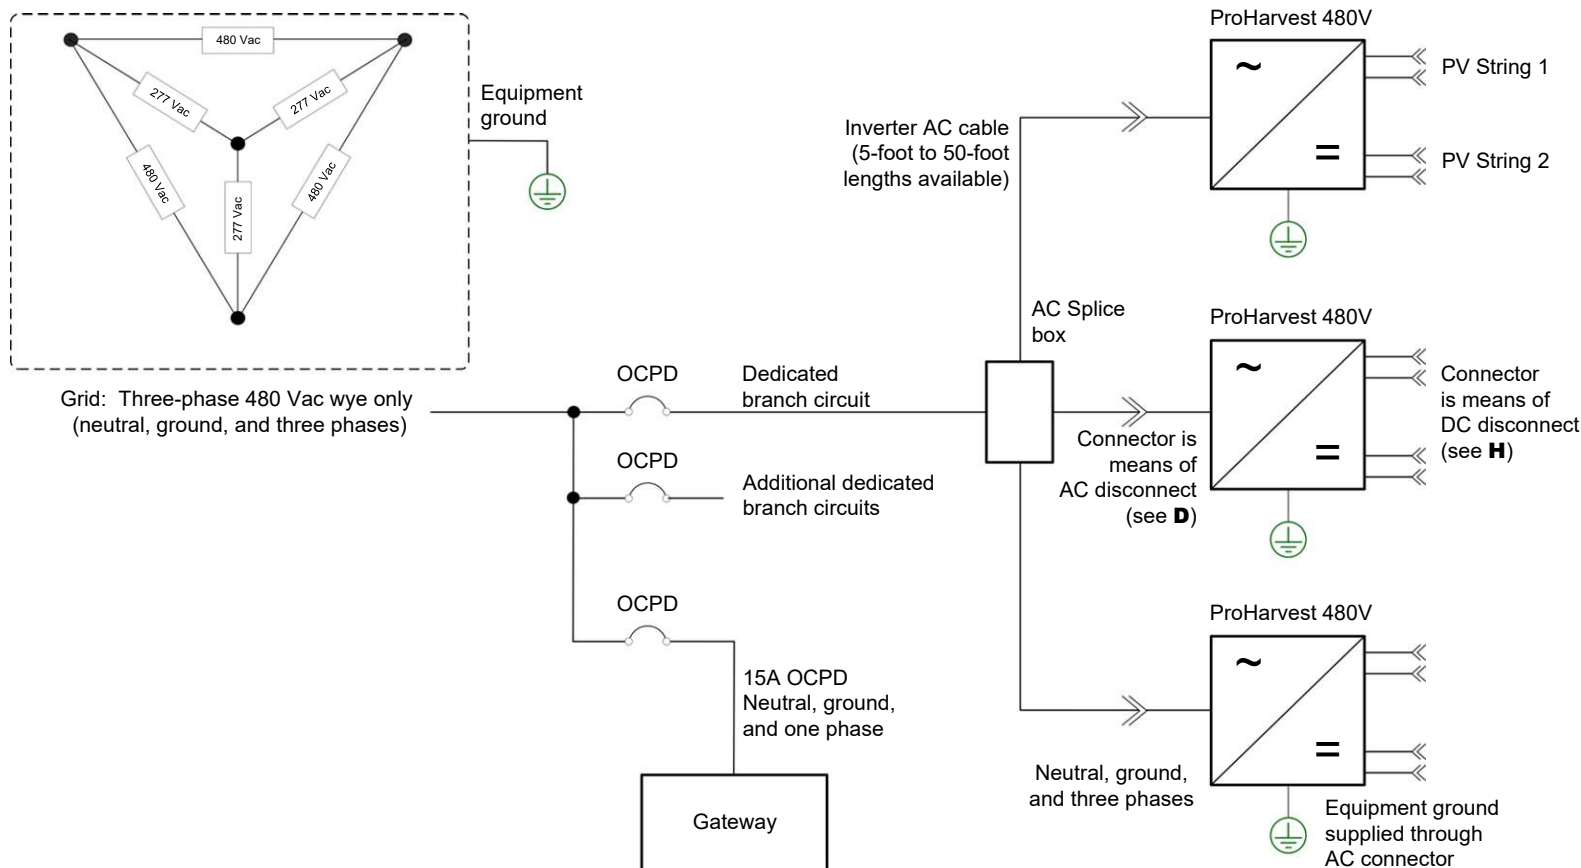 480 Vac
277 Vac
277 Vac
480 Vac
277 Vac
480 Vac
Equipment
ground
Grid: Three-phase 480 Vac wye only
(neutral, ground, and three phases)
OCPD
Dedicated
branch circuit
OCPD
Additional dedicated
branch circuits
OCPD
15A OCPD
Neutral, ground,
and one phase
Gateway
Inverter AC cable
(5-foot to 50-foot
lengths available)
AC Splice
box
ProHarvest 480V
~
=
PV String 1
PV String 2
ProHarvest 480V
~
=
Connector
is means of
DC disconnect
(see H)
Connector is
means of
AC disconnect
(see D)
ProHarvest 480V
~
=
Neutral, ground,
and three phases
Equipment ground
supplied through
AC connector